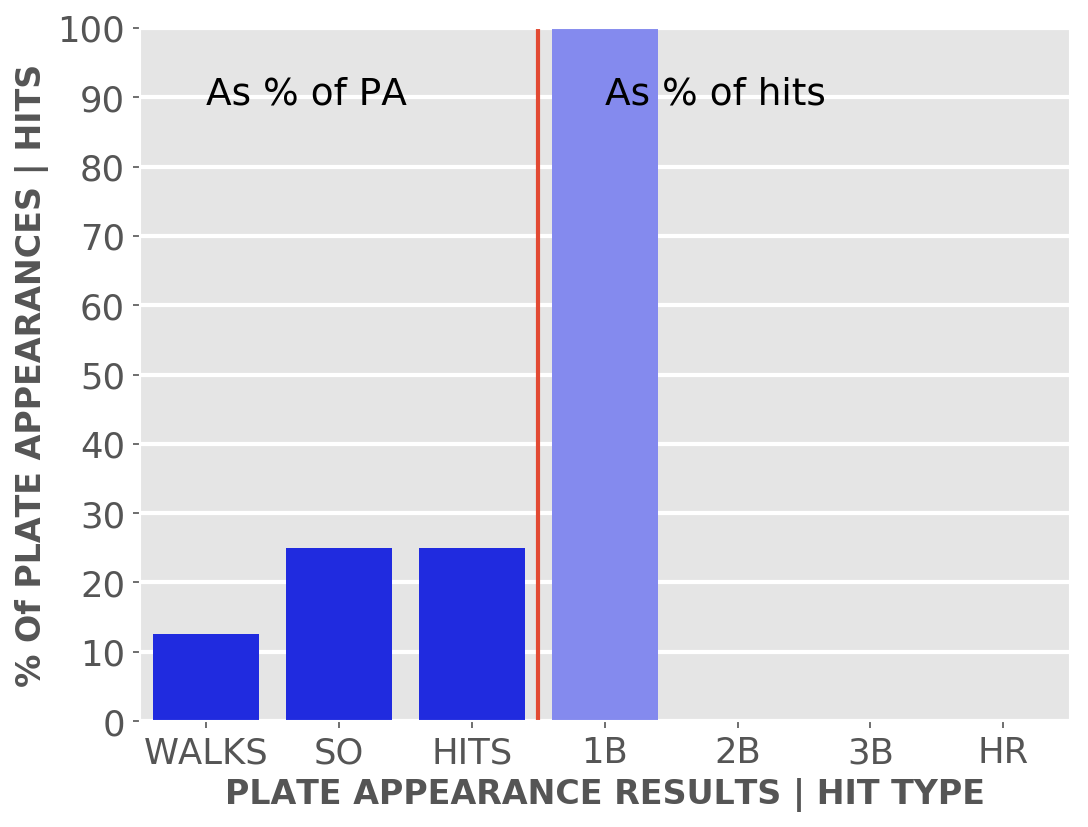 100
90
80
70
60
50
40
30
20
10
0
% Of PLATE APPEARANCES | HITS
As % of PA
As % of hits
WALKS SO HITS 1B 2B 3B HR
PLATE APPEARANCE RESULTS | HIT TYPE